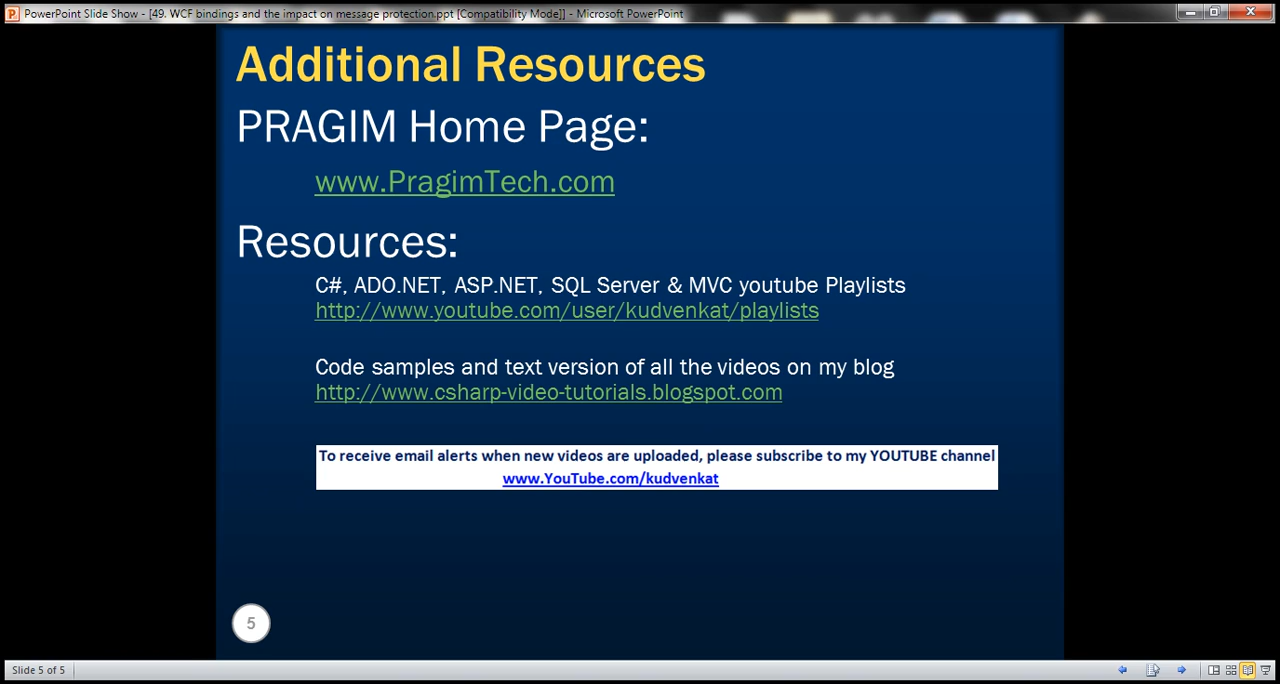 PowerPoint Slide Show - [49. WCF bindings and the impact on message protection.ppt [Compatibility Mode]] - Microsoft PowerPoint
Additional Resources
PRAGIM Home Page:
www.PragimTech.com
Resources:
C#, ADO.NET, ASP.NET, SQL Server & MVC youtube Playlists
http://www.youtube.com/user/kudvenkat/playlists
Code samples and text version of all the videos on my blog
http://www.csharp-video-tutorials.blogspot.com
To receive email alerts when new videos are uploaded, please subscribe to my YOUTUBE channel
www.YouTube.com/kudvenkat
5
Slide 5 of 5